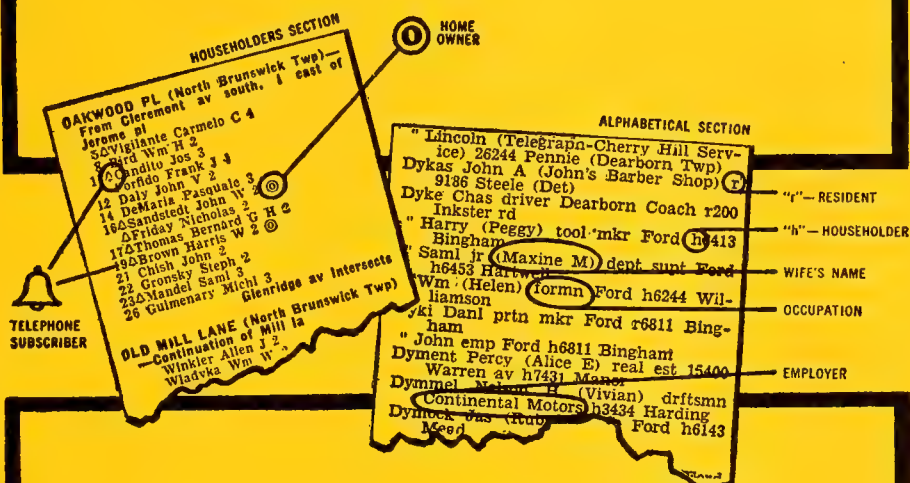 HOUSEHOLDERS SECTION
OAKWOOD PL (North Brunswick Twp)—
From Cleremont av south, 1 east of
Jerome pl
5△Vigilante Carmelo C 4
Bird Wm H 2
Jos 3
Frank J
12 Daly John V 2
14 DeMaria Pasquale 3
16△Sandstedt John W 2 ◎
△Friday Nicholas 2
17△Thomas Bernard G H 2
19△Brown Harris W 2 ◎
21 Chish John 2
22 Gronsky Steph 2
23△Mandel Saml 3
26 Gulmenary Michl 3
Glenridge av Intersects
OLD MILL LANE (North Brunswick Twp)
—Continuation of Mill la
Winkler Allen J 2
Wladyka Wm W
TELEPHONE
SUBSCRIBER
HOME
OWNER
ALPHABETICAL SECTION
" Lincoln (Telegraph-Cherry Hill Serv-
ice) 26244 Pennie (Dearborn Twp)
Dykas John A (John's Barber Shop) r
9186 Steele (Det)
Dyke Chas driver Dearborn Coach r200
Inkster rd
" Harry (Peggy) tool mkr Ford h6413
Bingham
" Saml jr (Maxine M) dept supt Ford
h6453 Hartwell
" Wm (Helen) formn Ford h6244 Wil-
liamson
Danl prtn mkr Ford r6811 Bing-
ham
" John emp Ford h6811 Bingham
Dyment Percy (Alice E) real est 15400
Warren av h7431 Manor
Dymmel Nelson H (Vivian) drftsmn
Continental Motors h3434 Harding
Dymock Jas Ford h6143
Mead
"r"— RESIDENT
"h"— HOUSEHOLDER
WIFE'S NAME
OCCUPATION
EMPLOYER